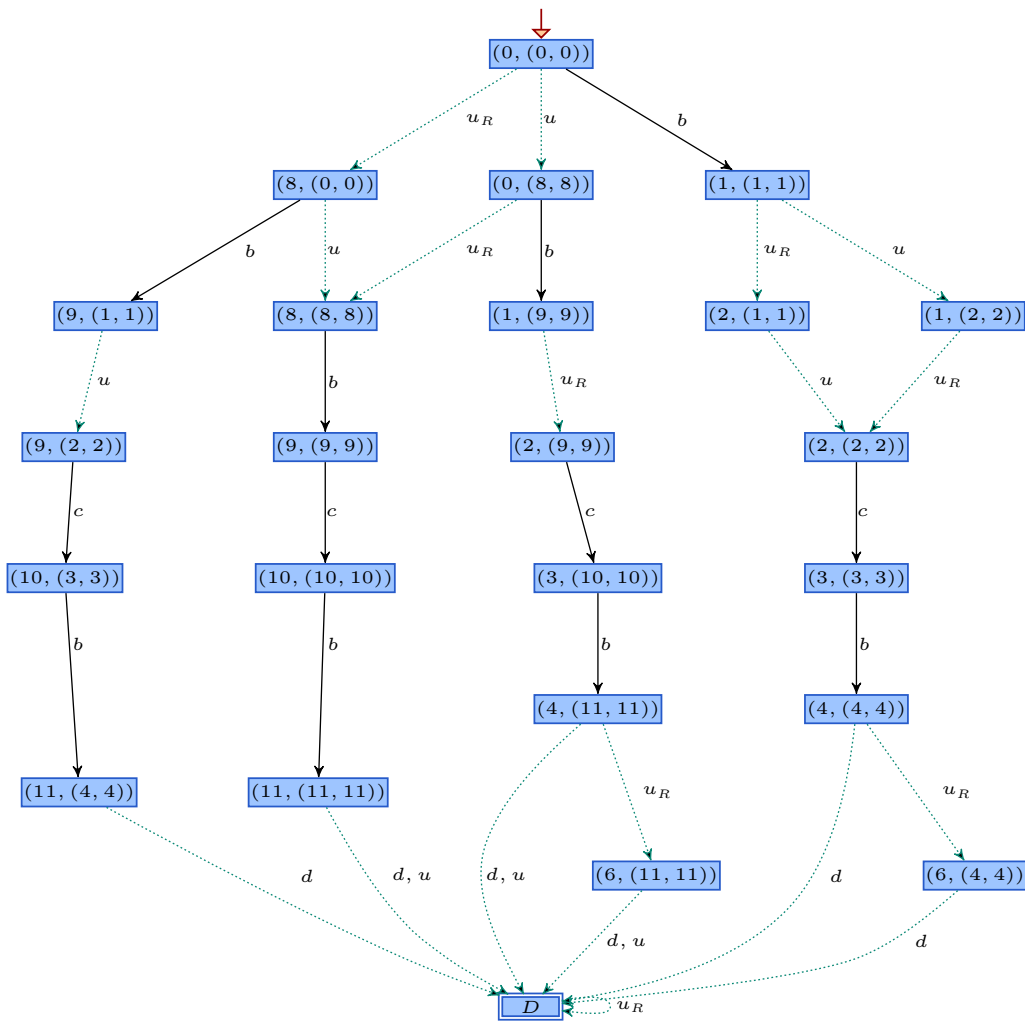 (0, (0, 0))
u_R
u
b
(8, (0, 0))
(0, (8, 8))
(1, (1, 1))
b
u
u_R
b
u_R
u
(9, (1, 1))
(8, (8, 8))
(1, (9, 9))
(2, (1, 1))
(1, (2, 2))
u
b
u_R
u
u_R
(9, (2, 2))
(9, (9, 9))
(2, (9, 9))
(2, (2, 2))
c
c
c
c
(10, (3, 3))
(10, (10, 10))
(3, (10, 10))
(3, (3, 3))
b
b
b
b
(4, (11, 11))
(4, (4, 4))
(11, (4, 4))
(11, (11, 11))
u_R
u_R
d
d, u
d, u
(6, (11, 11))
d
(6, (4, 4))
d, u
d
D
u_R